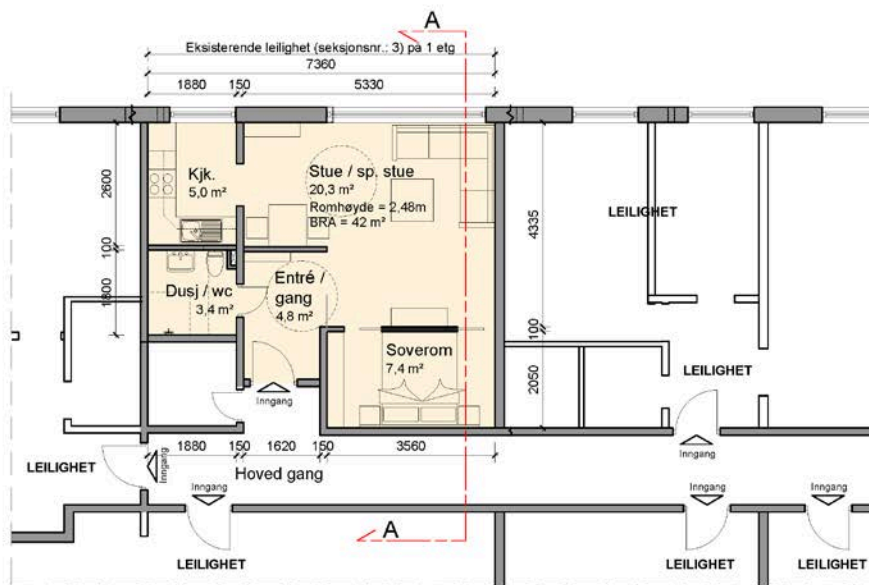 A
Eksisterende leilighet (seksjonsnr.: 3) på 1 etg
7360
1880 150 5330
2600
100
1800
Kjk.
5,0 m²
Stue / sp. stue
20,3 m²
Romhøyde = 2,48m
BRA = 42 m²
Dusj / wc
3,4 m²
Entré /
gang
4,8 m²
Soverom
7,4 m²
4335
100
2050
LEILIGHET
LEILIGHET
Inngang
1880 150 1620 150 3560
Hoved gang
LEILIGHET
Inngang
Inngang
Inngang
Inngang
Inngang
A
LEILIGHET
LEILIGHET
LEILIGHET